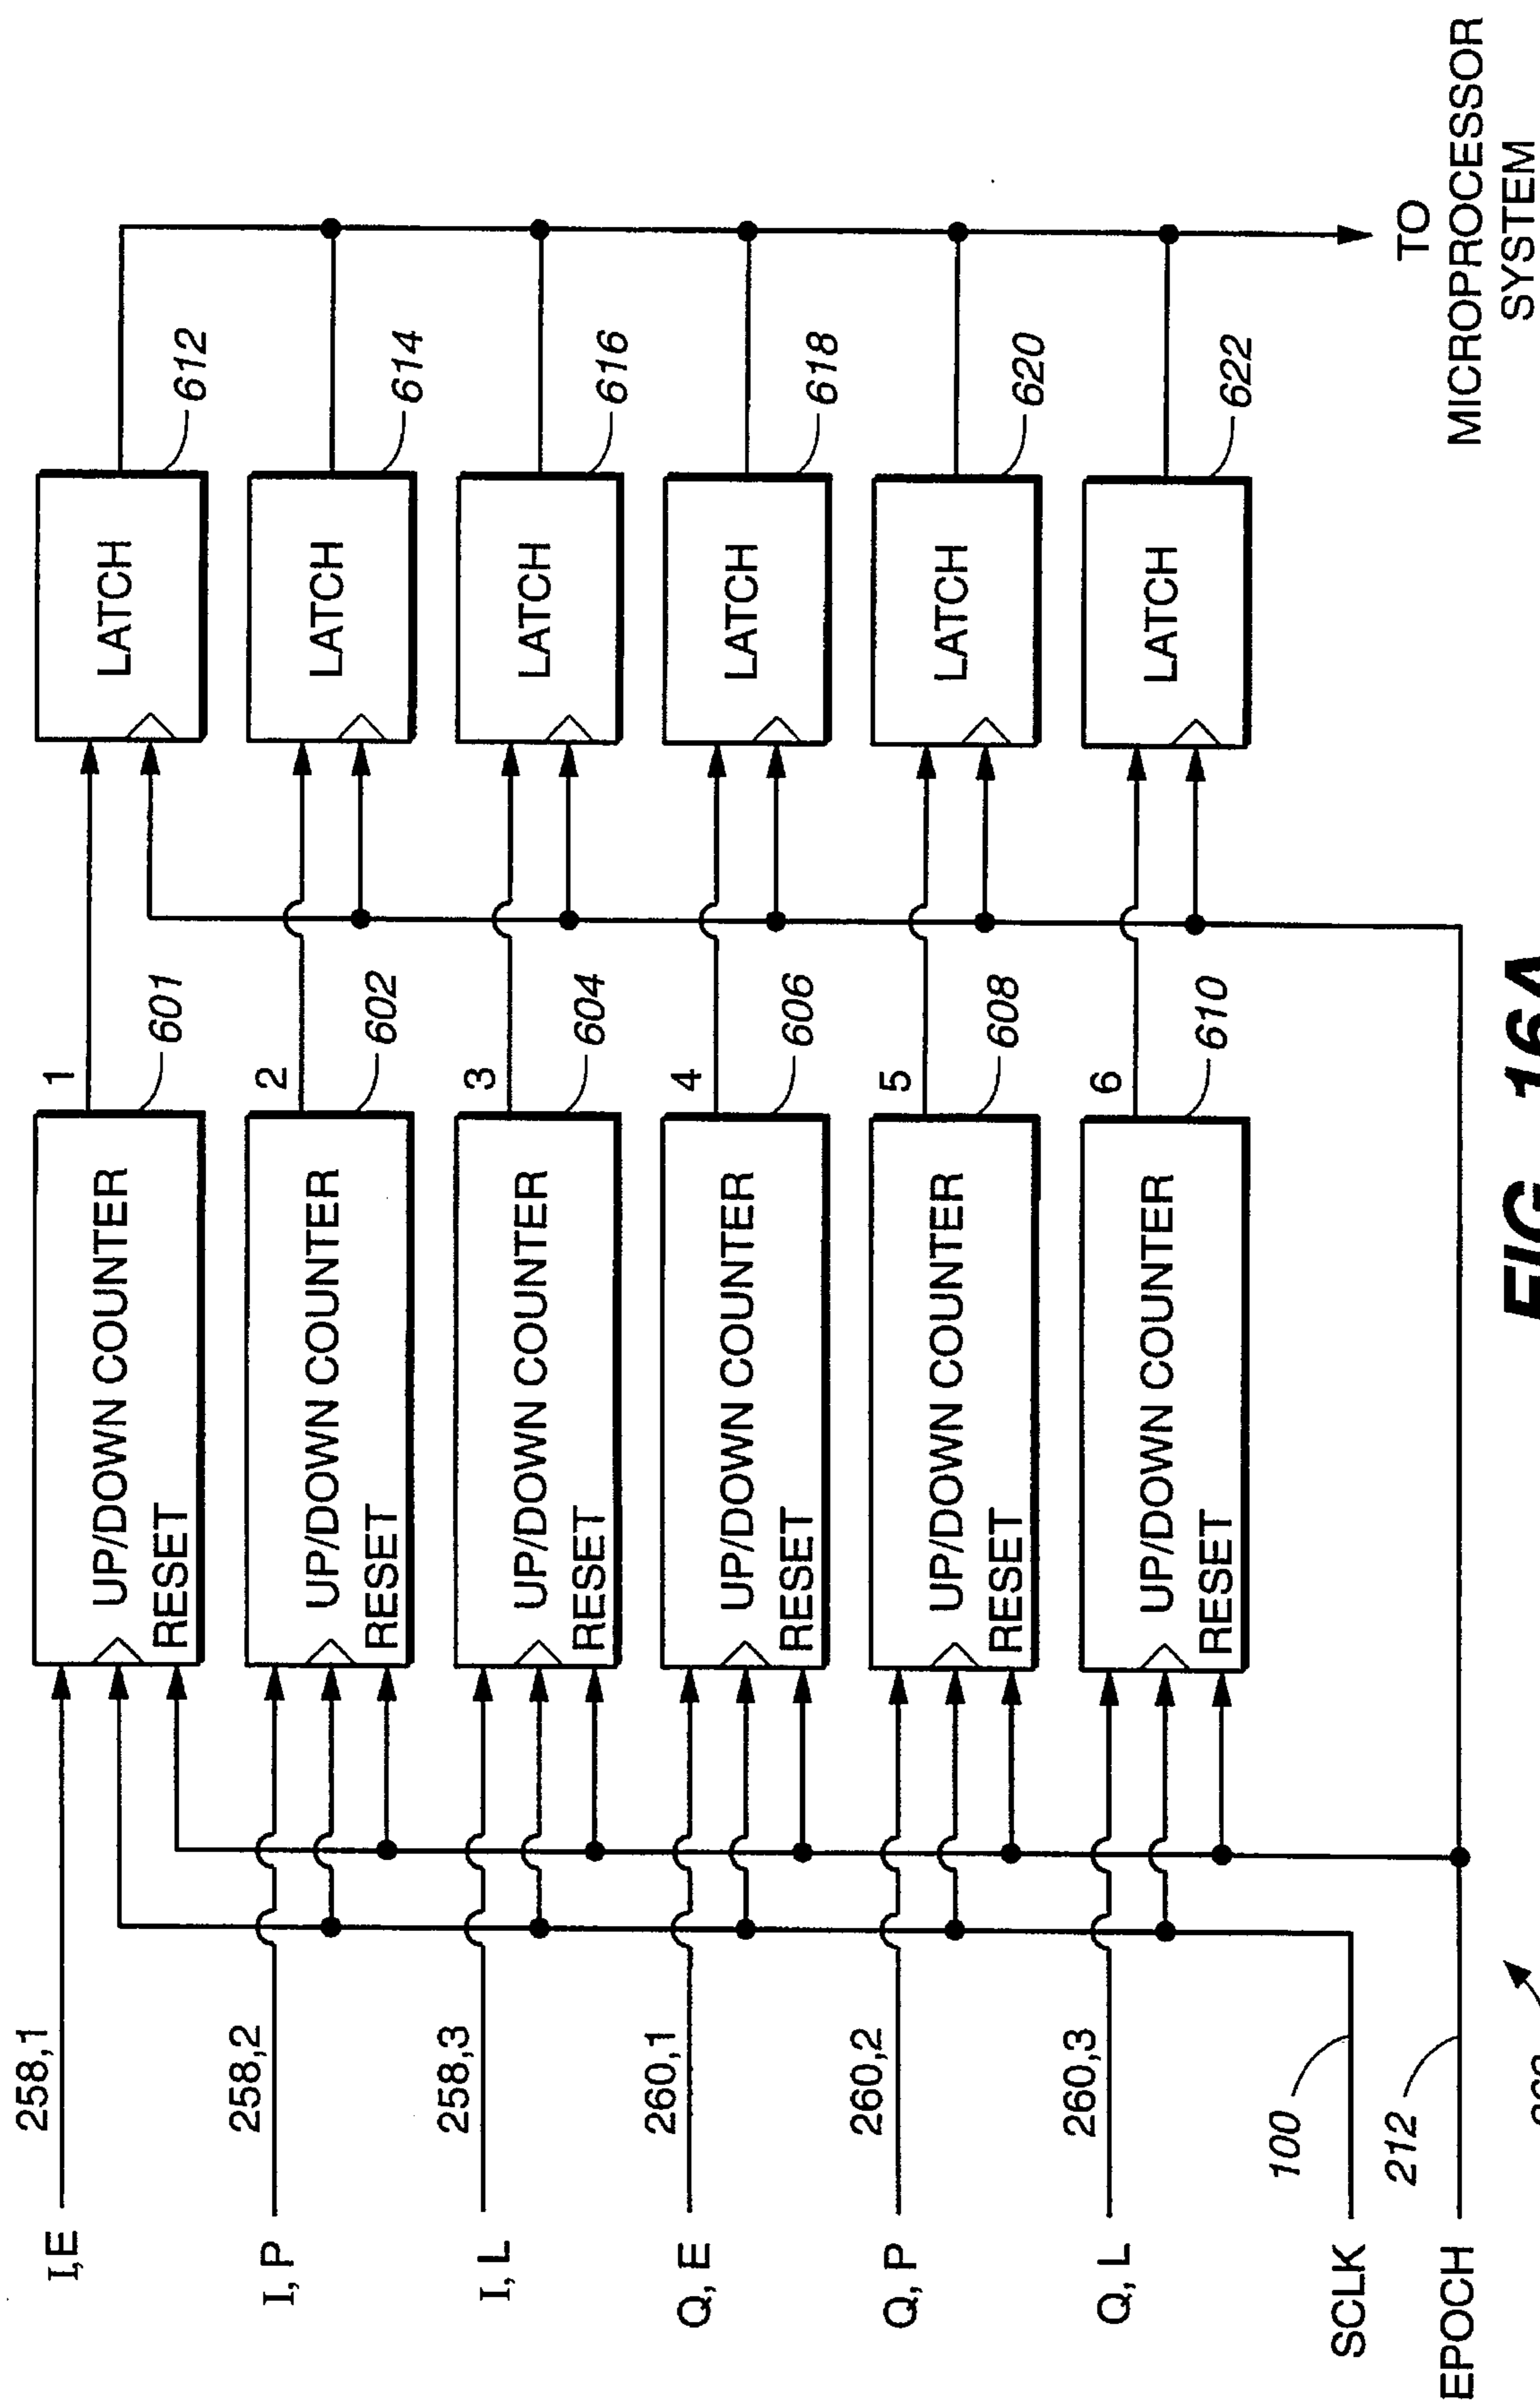 I,E
258,1
UP/DOWN COUNTER
RESET
1
601
LATCH
612
I, P
258,2
UP/DOWN COUNTER
RESET
2
602
LATCH
614
I, L
258,3
UP/DOWN COUNTER
RESET
3
604
LATCH
616
Q, E
260,1
UP/DOWN COUNTER
RESET
4
606
LATCH
618
Q, P
260,2
UP/DOWN COUNTER
RESET
5
608
LATCH
620
Q, L
260,3
UP/DOWN COUNTER
RESET
6
610
LATCH
622
SCLK
100
EPOCH
212
TO
MICROPROCESSOR
SYSTEM
FIG. 16A